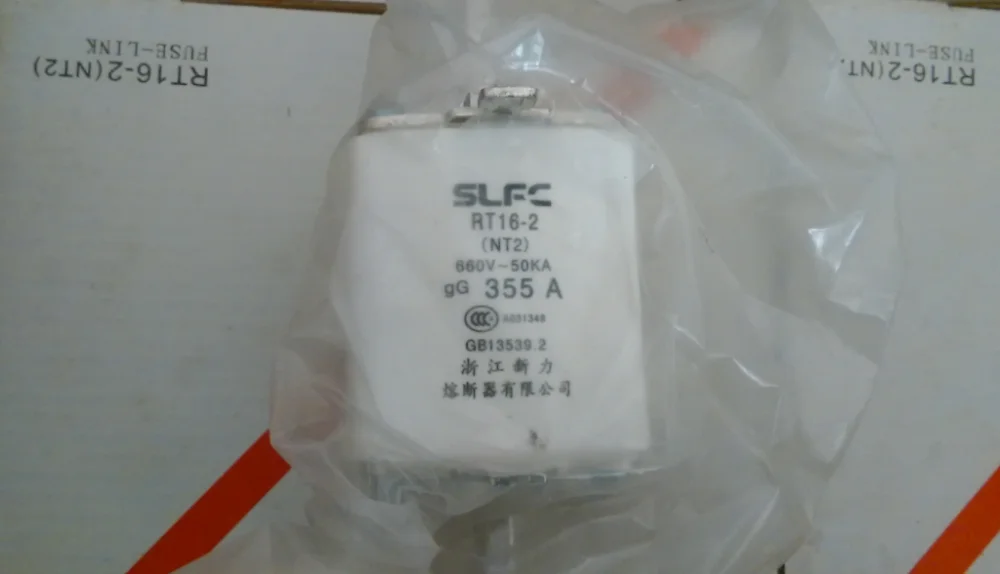 RT16-2(NT2)
FUSE-LINK
RT16-2(NT
FUSE-LINK
SLFC
RT16-2
(NT2)
660V~50KA
gG 355 A
CCC
GB13539.2
浙江新力
熔断器有限公司